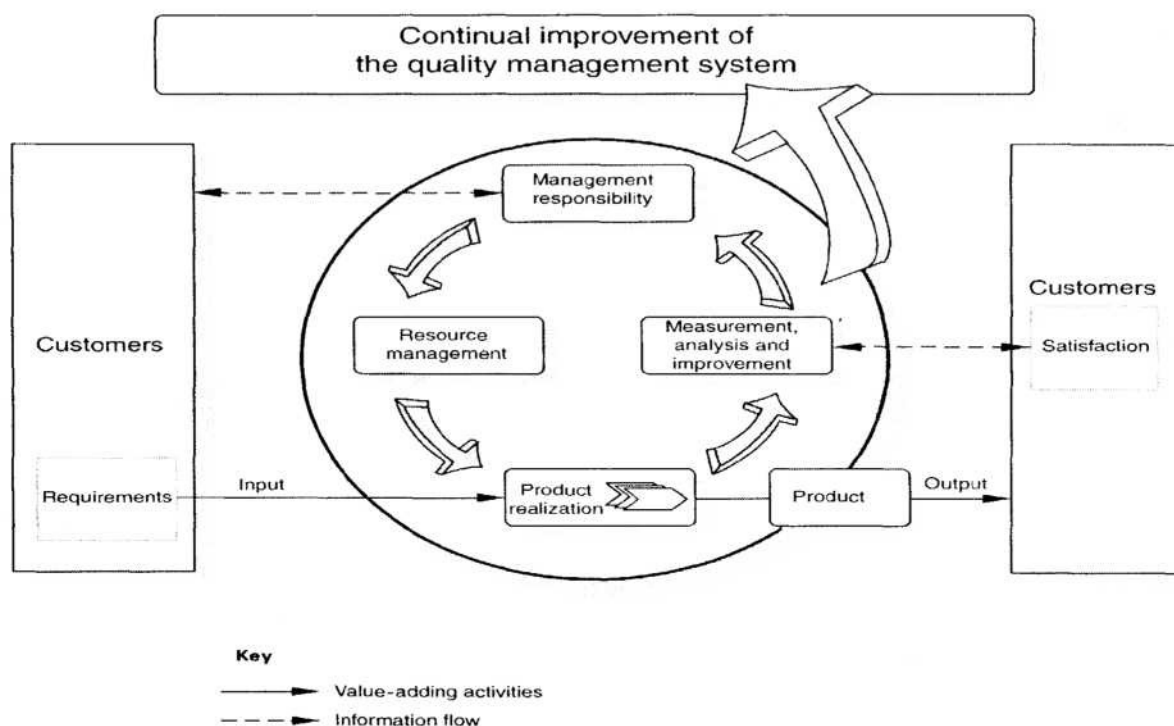 Continual improvement of
the quality management system
Management
responsibility
Customers
Resource
management
Measurement,
analysis and
improvement
Customers
Satisfaction
Requirements
Input
Product
realization
Product
Output
Key
Value-adding activities
Information flow